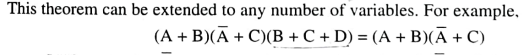 This theorem can be extended to any number of variables. For example,
(A + B)(Ā + C)(B + C + D) = (A + B)(Ā + C)